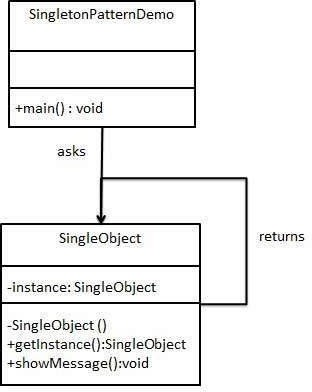 SingletonPatternDemo
+main() : void
asks
SingleObject
returns
-instance: SingleObject
-SingleObject ()
+getInstance():SingleObject
+showMessage():void